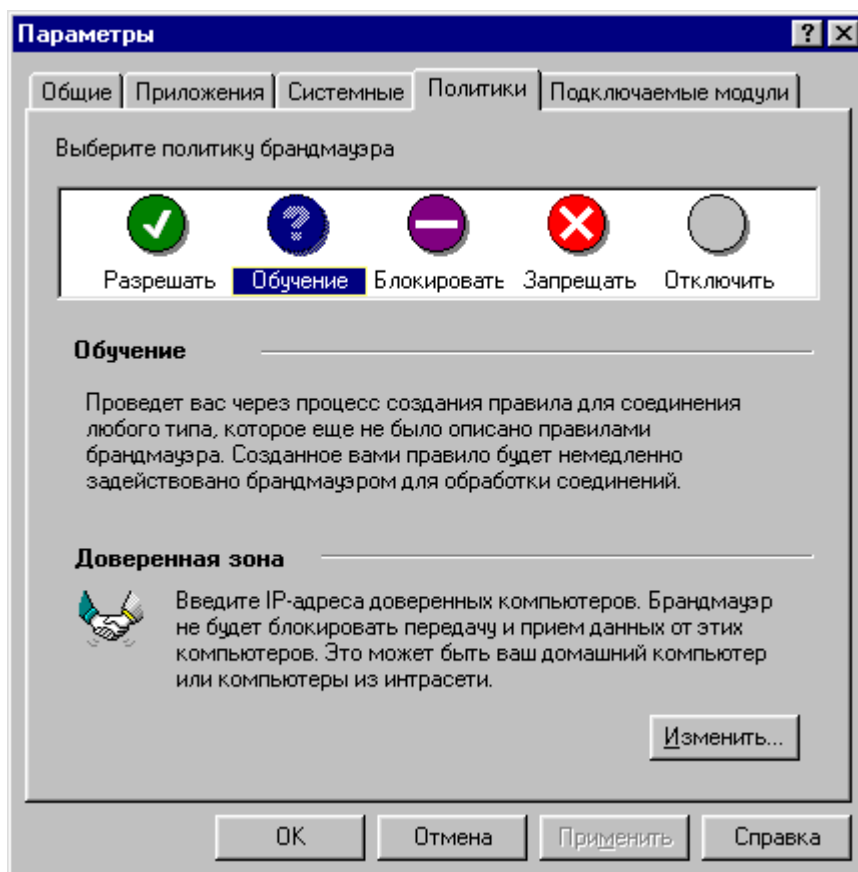 Параметры
Общие Приложения Системные Политики Подключаемые модули
Выберите политику брандмауэра
Разрешать Обучение Блокировать Запрещать Отключить
Обучение
Проведет вас через процесс создания правила для соединения
любого типа, которое еще не было описано правилами
брандмауэра. Созданное вами правило будет немедленно
задействовано брандмауэром для обработки соединений.
Доверенная зона
Введите IP-адреса доверенных компьютеров. Брандмауэр
не будет блокировать передачу и прием данных от этих
компьютеров. Это может быть ваш домашний компьютер
или компьютеры из интрасети.
Изменить...
OK Отмена Применить Справка